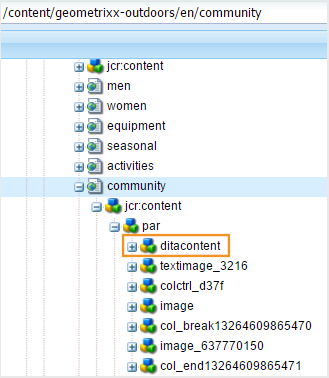 /content/geometrixx-outdoors/en/community
jcr:content
men
women
equipment
seasonal
activities
community
jcr:content
par
ditacontent
textimage_3216
colctrl_d37f
image
col_break13264609865470
image_637770150
col_end13264609865471